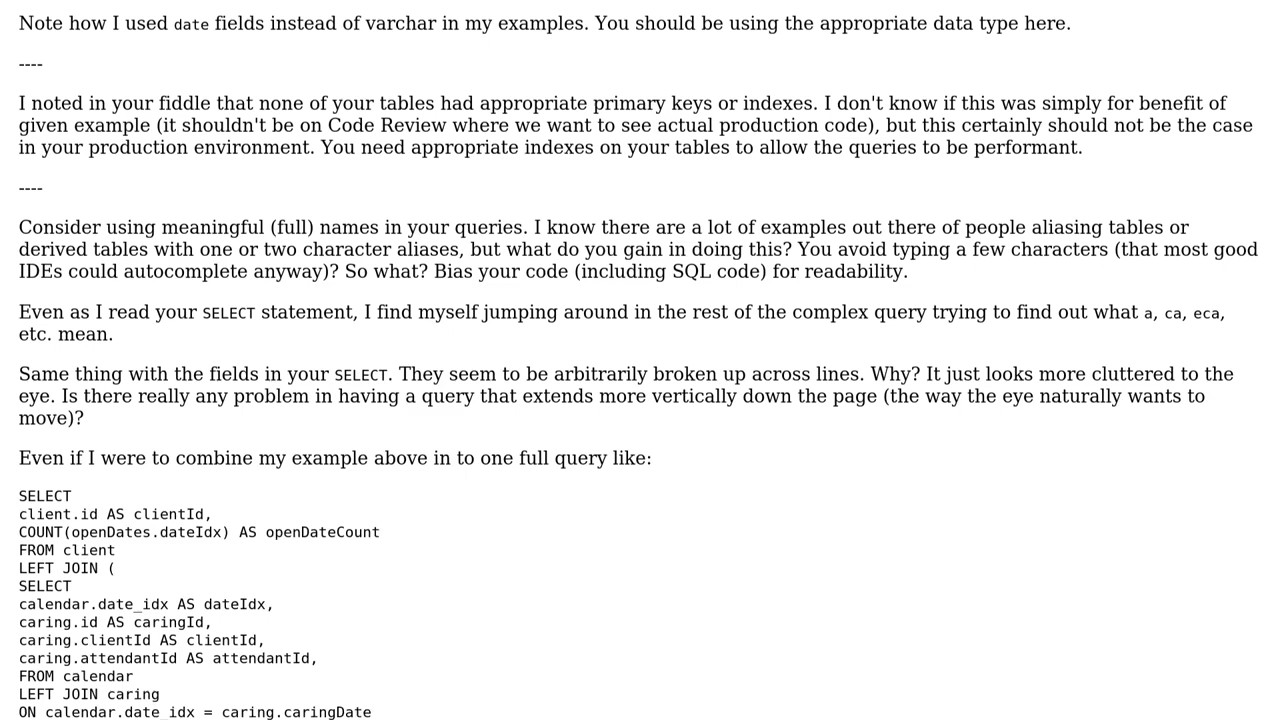 Note how I used date fields instead of varchar in my examples. You should be using the appropriate data type here.
----
I noted in your fiddle that none of your tables had appropriate primary keys or indexes. I don't know if this was simply for benefit of
given example (it shouldn't be on Code Review where we want to see actual production code), but this certainly should not be the case
in your production environment. You need appropriate indexes on your tables to allow the queries to be performant.
----
Consider using meaningful (full) names in your queries. I know there are a lot of examples out there of people aliasing tables or
derived tables with one or two character aliases, but what do you gain in doing this? You avoid typing a few characters (that most good
IDEs could autocomplete anyway)? So what? Bias your code (including SQL code) for readability.
Even as I read your SELECT statement, I find myself jumping around in the rest of the complex query trying to find out what a, ca, eca,
etc. mean.
Same thing with the fields in your SELECT. They seem to be arbitrarily broken up across lines. Why? It just looks more cluttered to the
eye. Is there really any problem in having a query that extends more vertically down the page (the way the eye naturally wants to
move)?
Even if I were to combine my example above in to one full query like:
SELECT
client.id AS clientId,
COUNT(openDates.dateIdx) AS openDateCount
FROM client
LEFT JOIN (
SELECT
calendar.date_idx AS dateIdx,
caring.id AS caringId,
caring.clientId AS clientId,
caring.attendantId AS attendantId,
FROM calendar
LEFT JOIN caring
ON calendar.date_idx = caring.caringDate